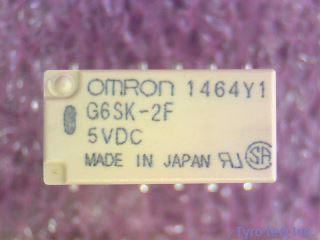 OMRON 1464Y1
G6SK-2F
5VDC
MADE IN JAPAN